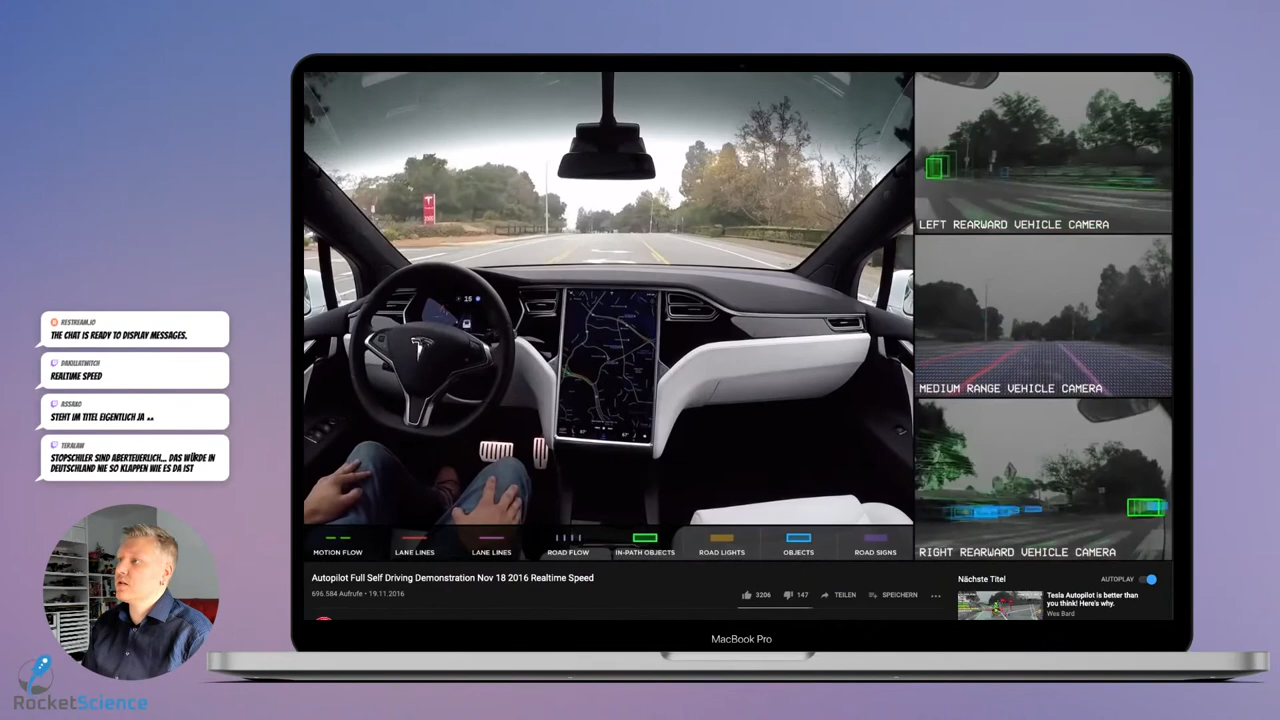 RESTREAM.IO
THE CHAT IS READY TO DISPLAY MESSAGES.
DAKILLATWITCH
REALTIME SPEED
ASSAXO
STEHT IM TITEL EIGENTLICH JA ..
TERALAW
STOPSCHILER SIND ABERTEUERLICH... DAS WÜRDE IN
DEUTSCHLAND NIE SO KLAPPEN WIE ES DA IST
RocketScience
15
LEFT REARWARD VEHICLE CAMERA
MEDIUM RANGE VEHICLE CAMERA
RIGHT REARWARD VEHICLE CAMERA
MOTION FLOW
LANE LINES
LANE LINES
ROAD FLOW
IN-PATH OBJECTS
ROAD LIGHTS
OBJECTS
ROAD SIGNS
Autopilot Full Self Driving Demonstration Nov 18 2016 Realtime Speed
696.584 Aufrufe • 19.11.2016
3206
147
TEILEN
SPEICHERN
Nächste Titel
AUTOPLAY
Tesla Autopilot is better than
you think! Here's why.
Wes Bard
MacBook Pro